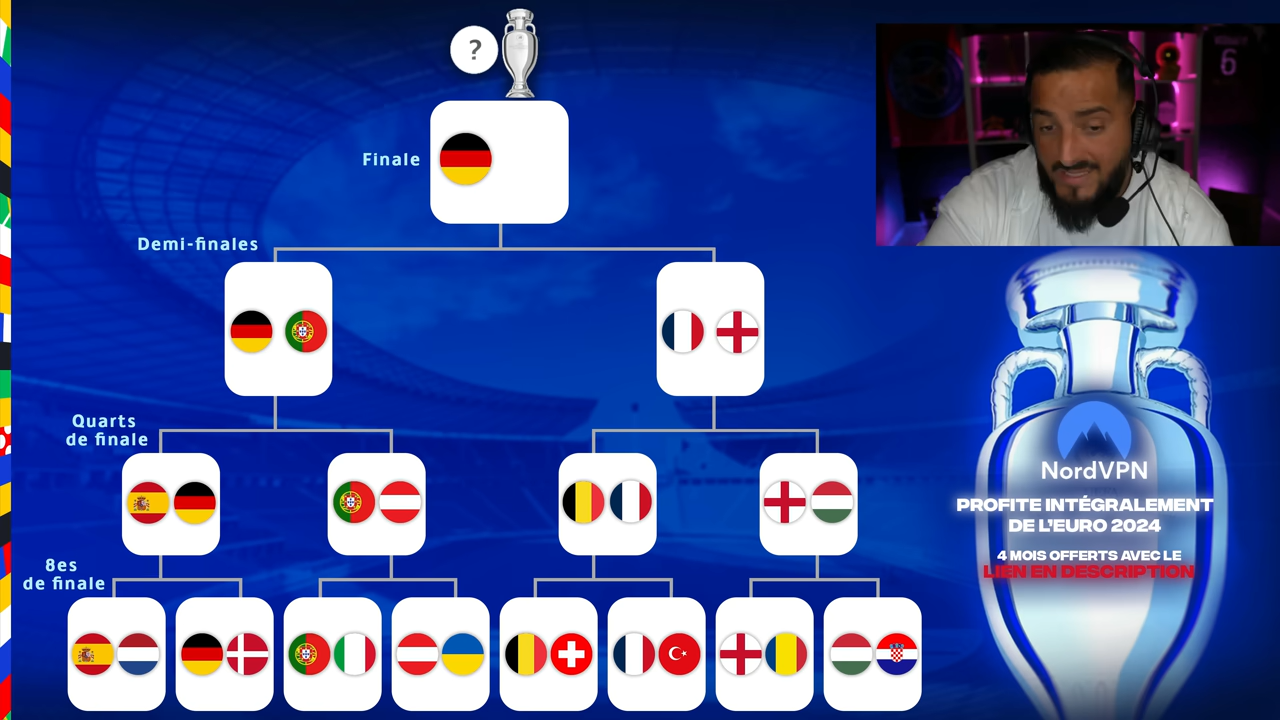 ?
Finale
Demi-finales
Quarts
de finale
8es
de finale
6
NordVPN
PROFITE INTÉGRALEMENT
DE L'EURO 2024
4 MOIS OFFERTS AVEC LE
LIEN EN DESCRIPTION